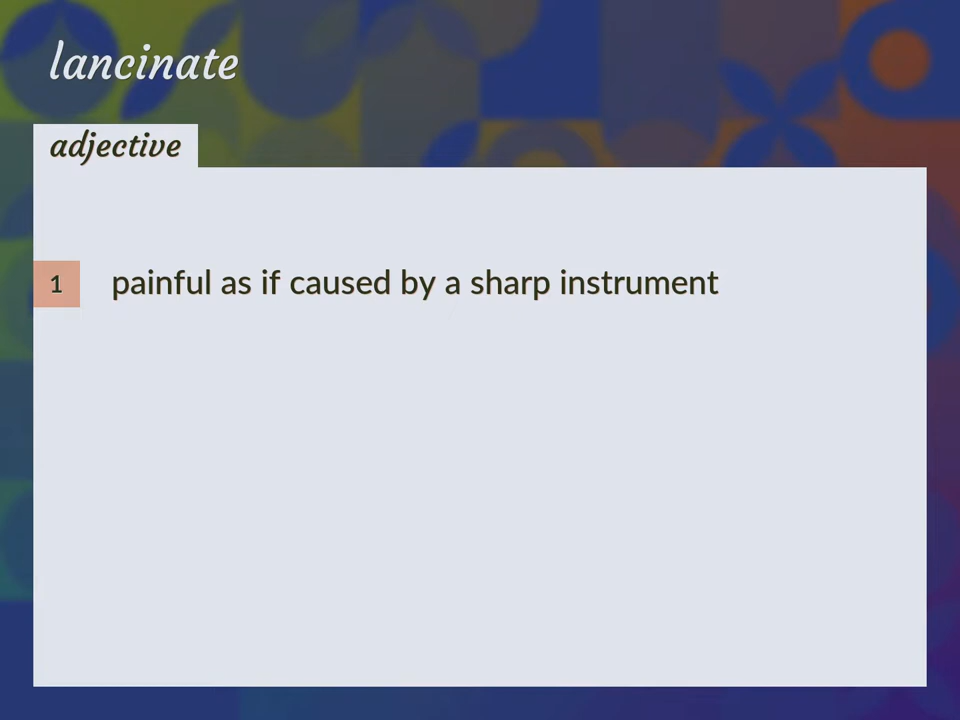 lancinate
adjective
1 painful as if caused by a sharp instrument